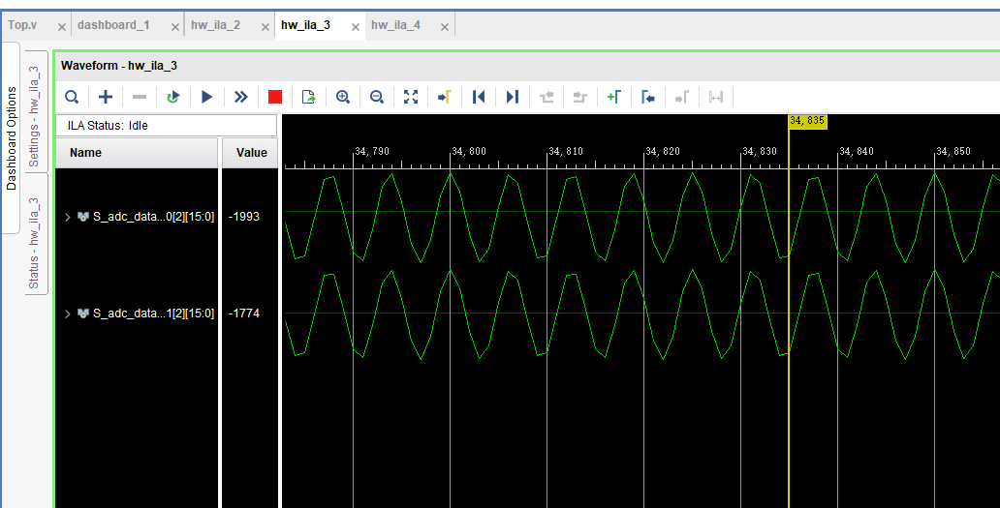 Top.v
dashboard_1
hw_ila_2
hw_ila_3
hw_ila_4
Dashboard Options
Settings - hw_ila_3
Status - hw_ila_3
Waveform - hw_ila_3
ILA Status: Idle
Name
Value
34,835
34,790
34,800
34,810
34,820
34,830
34,840
34,850
S_adc_data...0[2][15:0]
-1993
S_adc_data...1[2][15:0]
-1774